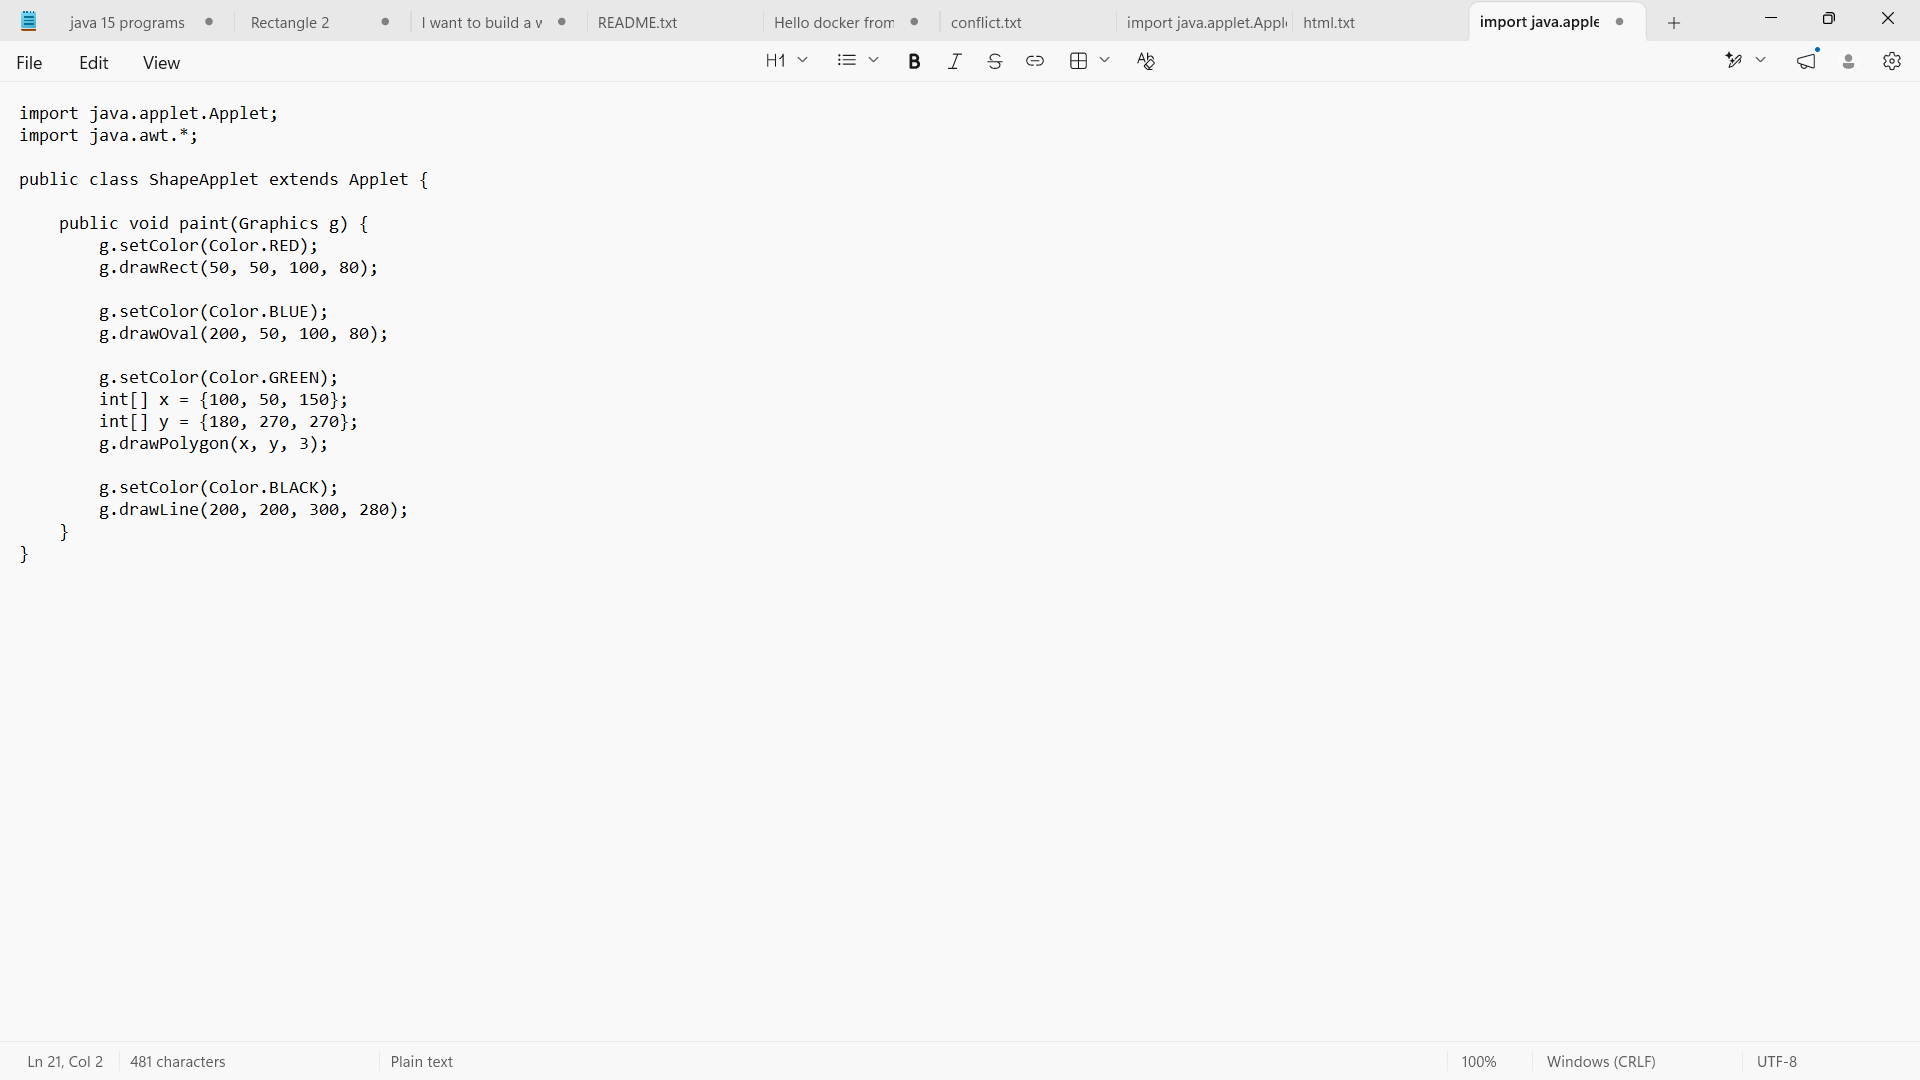 java 15 programs
Rectangle 2
I want to build a w
README.txt
Hello docker from
conflict.txt
import java.applet.Appl
html.txt
import java.apple
File Edit View H1 B I S Ab
import java.applet.Applet;
import java.awt.*;
public class ShapeApplet extends Applet {
    public void paint(Graphics g) {
        g.setColor(Color.RED);
        g.drawRect(50, 50, 100, 80);
        g.setColor(Color.BLUE);
        g.drawOval(200, 50, 100, 80);
        g.setColor(Color.GREEN);
        int[] x = {100, 50, 150};
        int[] y = {180, 270, 270};
        g.drawPolygon(x, y, 3);
        g.setColor(Color.BLACK);
        g.drawLine(200, 200, 300, 280);
    }
}
Ln 21, Col 2 481 characters Plain text 100% Windows (CRLF) UTF-8